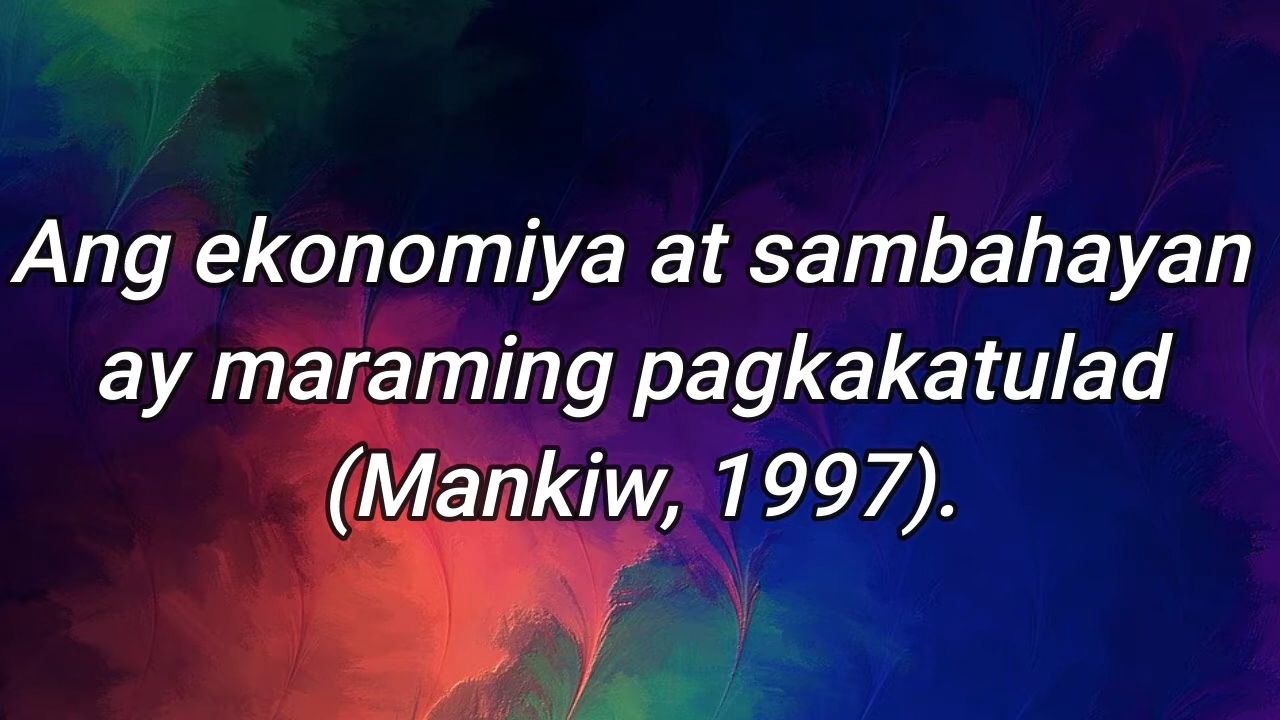 Ang ekonomiya at sambahayan
ay maraming pagkakatulad
(Mankiw, 1997).